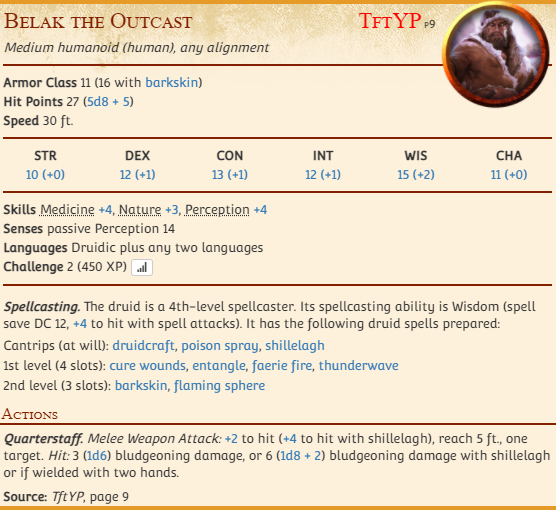 Belak the Outcast TftYP p9
Medium humanoid (human), any alignment
Armor Class 11 (16 with barkskin)
Hit Points 27 (5d8 + 5)
Speed 30 ft.
STR DEX CON INT WIS CHA
10 (+0) 12 (+1) 13 (+1) 12 (+1) 15 (+2) 11 (+0)
Skills Medicine +4, Nature +3, Perception +4
Senses passive Perception 14
Languages Druidic plus any two languages
Challenge 2 (450 XP)
Spellcasting. The druid is a 4th-level spellcaster. Its spellcasting ability is Wisdom (spell
save DC 12, +4 to hit with spell attacks). It has the following druid spells prepared:
Cantrips (at will): druidcraft, poison spray, shillelagh
1st level (4 slots): cure wounds, entangle, faerie fire, thunderwave
2nd level (3 slots): barkskin, flaming sphere
Actions
Quarterstaff. Melee Weapon Attack: +2 to hit (+4 to hit with shillelagh), reach 5 ft., one
target. Hit: 3 (1d6) bludgeoning damage, or 6 (1d8 + 2) bludgeoning damage with shillelagh
or if wielded with two hands.
Source: TftYP, page 9